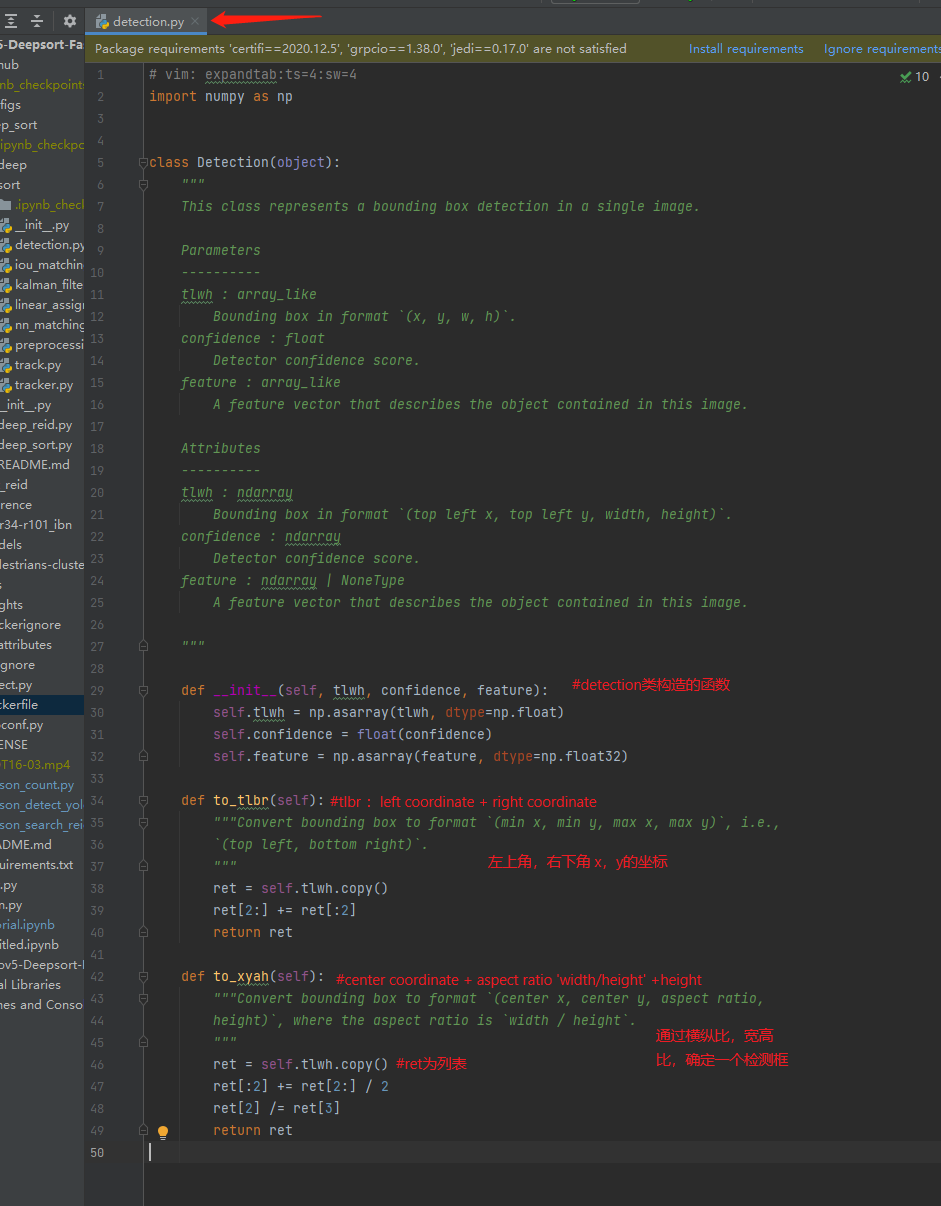 detection.py
5-Deepsort-Fa
Package requirements 'certifi==2020.12.5', 'grpcio==1.38.0', 'jedi==0.17.0' are not satisfied
Install requirements
Ignore requirements
hub
nb_checkpoints
figs
ep_sort
ipynb_checkpo
deep
sort
.ipynb_check
__init__.py
detection.py
iou_matchin
kalman_filte
linear_assig
nn_matching
preprocessi
track.py
tracker.py
__init__.py
deep_reid.py
deep_sort.py
README.md
_reid
rence
r34-r101_ibn
dels
destrians-cluste
s
ghts
ckerignore
attributes
gnore
ect.py
ckerfile
oconf.py
ENSE
OT16-03.mp4
son_count.py
son_detect_yol
son_search_rei
ADME.md
uirements.txt
.py
n.py
orial.ipynb
itled.ipynb
ov5-Deepsort-F
al Libraries
hes and Conso
10
1 # vim: expandtab:ts=4:sw=4
2 import numpy as np
3
4
5 class Detection(object):
6 """
7 This class represents a bounding box detection in a single image.
8
9 Parameters
10 ----------
11 tlwh : array_like
12 Bounding box in format `(x, y, w, h)`.
13 confidence : float
14 Detector confidence score.
15 feature : array_like
16 A feature vector that describes the object contained in this image.
17
18 Attributes
19 ----------
20 tlwh : ndarray
21 Bounding box in format `(top left x, top left y, width, height)`.
22 confidence : ndarray
23 Detector confidence score.
24 feature : ndarray | NoneType
25 A feature vector that describes the object contained in this image.
26
27 """
28
29 def __init__(self, tlwh, confidence, feature): #detection类构造的函数
30 self.tlwh = np.asarray(tlwh, dtype=np.float)
31 self.confidence = float(confidence)
32 self.feature = np.asarray(feature, dtype=np.float32)
33
34 def to_tlbr(self): #tlbr： left coordinate + right coordinate
35 """Convert bounding box to format `(min x, min y, max x, max y)`, i.e.,
36 `(top left, bottom right)`.
37 """ 左上角，右下角 x，y的坐标
38 ret = self.tlwh.copy()
39 ret[2:] += ret[:2]
40 return ret
41
42 def to_xyah(self): #center coordinate + aspect ratio 'width/height' +height
43 """Convert bounding box to format `(center x, center y, aspect ratio,
44 height)`, where the aspect ratio is `width / height`.
45 """ 通过横纵比，宽高
比，确定一个检测框
46 ret = self.tlwh.copy() #ret为列表
47 ret[:2] += ret[2:] / 2
48 ret[2] /= ret[3]
49 return ret
50